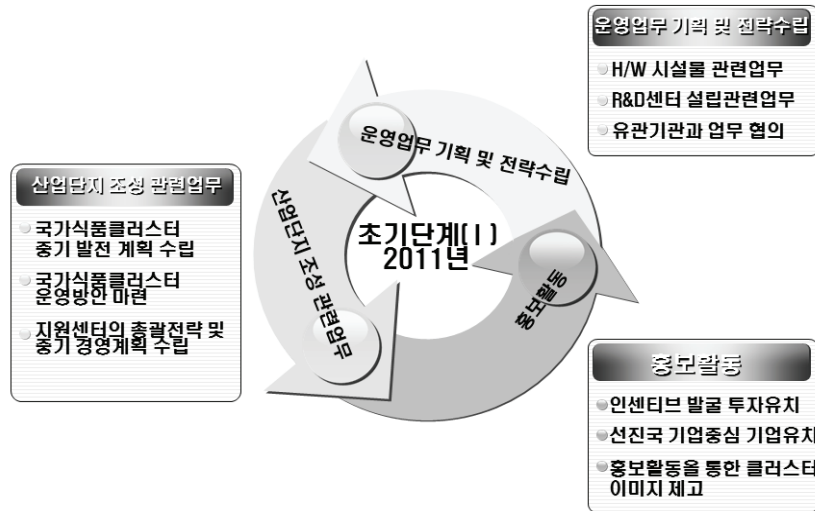 운영업무 기획 및 전략수립
H/W 시설물 관련업무
R&D센터 설립관련업무
유관기관과 업무 협의
운영업무 기획 및 전략수립
산업단지 조성 관련업무
국가식품클러스터
중기 발전 계획 수립
국가식품클러스터
운영방안 마련
지원센터의 총괄전략 및
중기 경영계획 수립
산업단지 조성 관련업무
초기단계(Ⅰ)
2011년
홍보활동
홍보활동
인센티브 발굴 투자유치
선진국 기업중심 기업유치
홍보활동을 통한 클러스터
이미지 제고